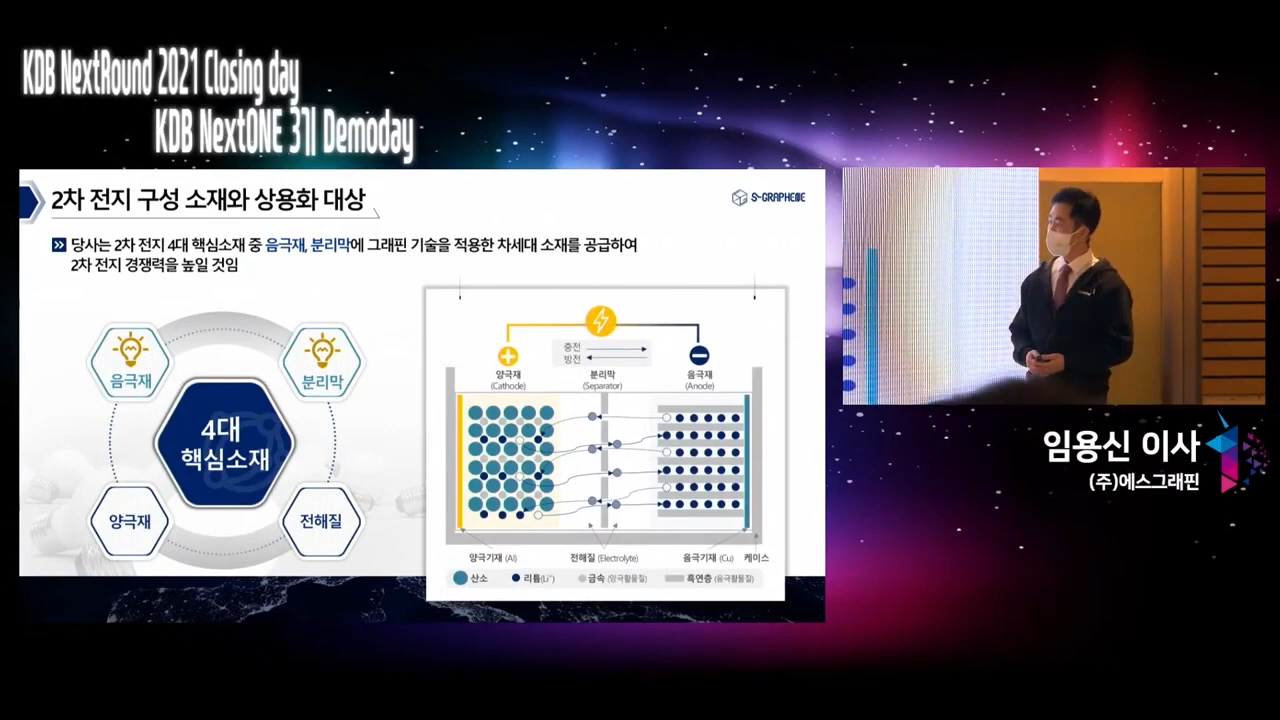 KDB NextRound 2021 Closing day
KDB NextONE 3기 Demoday
2차 전지 구성 소재와 상용화 대상
S-GRAPHENE
당사는 2차 전지 4대 핵심소재 중 음극재, 분리막에 그래핀 기술을 적용한 차세대 소재를 공급하여
2차 전지 경쟁력을 높일 것임
음극재
분리막
4대
핵심소재
양극재
전해질
충전
방전
양극재
(Cathode)
분리막
(Separator)
음극재
(Anode)
양극기재 (Al)
전해질 (Electrolyte)
음극기재 (Cu)
케이스
산소
리튬(Li⁺)
금속 (양극활물질)
흑연층 (음극활물질)
임용신 이사
(주)에스그래핀